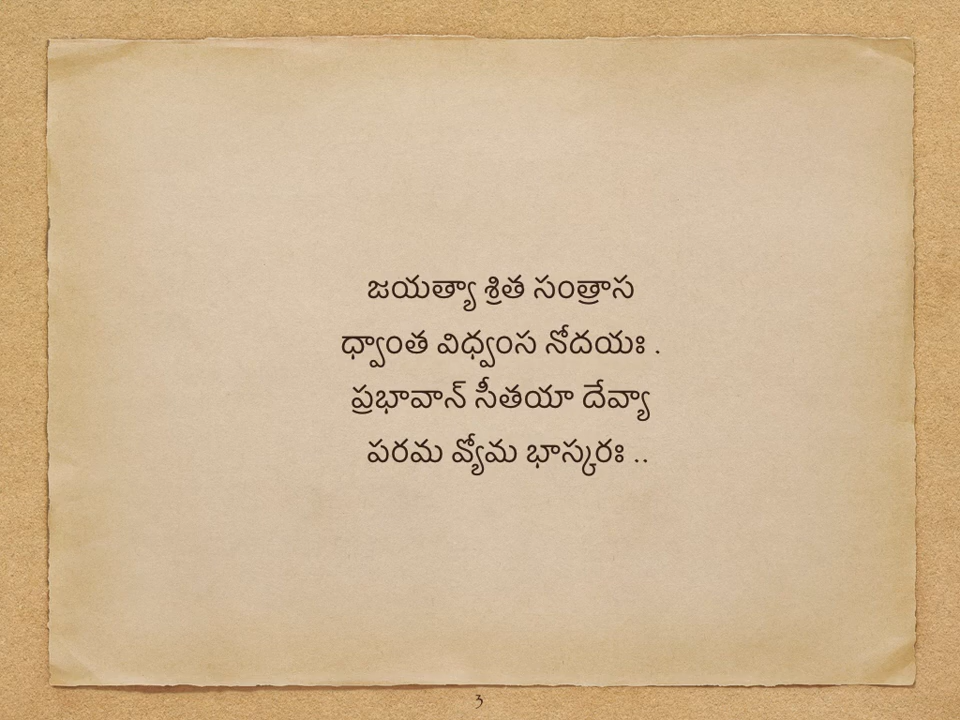 జయత్యా శ్రిత సంత్రాస
ధ్వాంత విధ్వంస నోదయః .
ప్రభావాన్ సీతయా దేవ్యా
పరమ వ్యోమ భాస్కరః ..
3